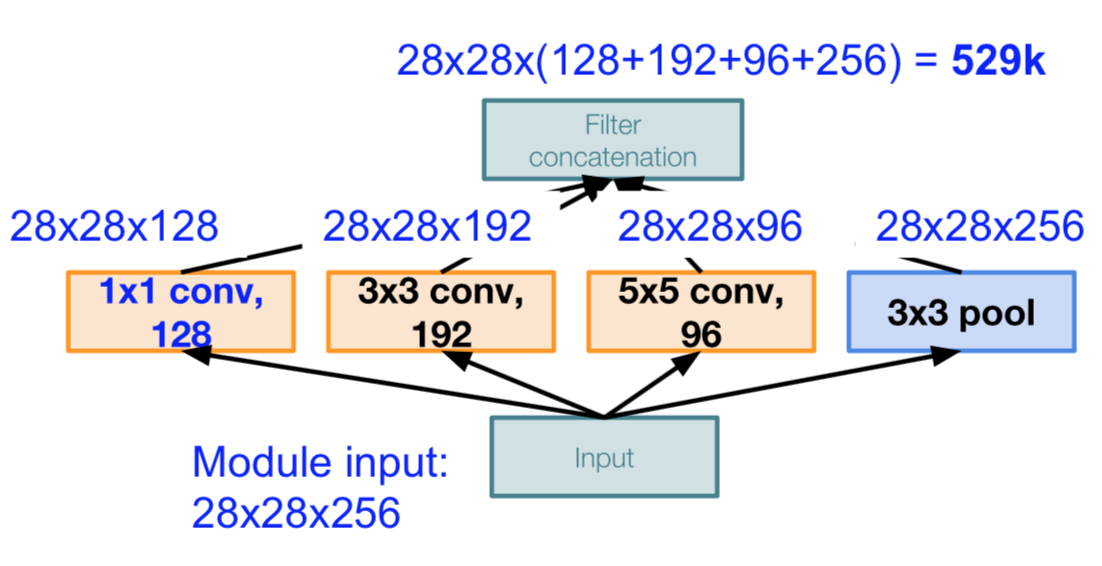 28x28x(128+192+96+256) = 529k
Filter
concatenation
28x28x128
28x28x192
28x28x96
28x28x256
1x1 conv,
128
3x3 conv,
192
5x5 conv,
96
3x3 pool
Input
Module input:
28x28x256